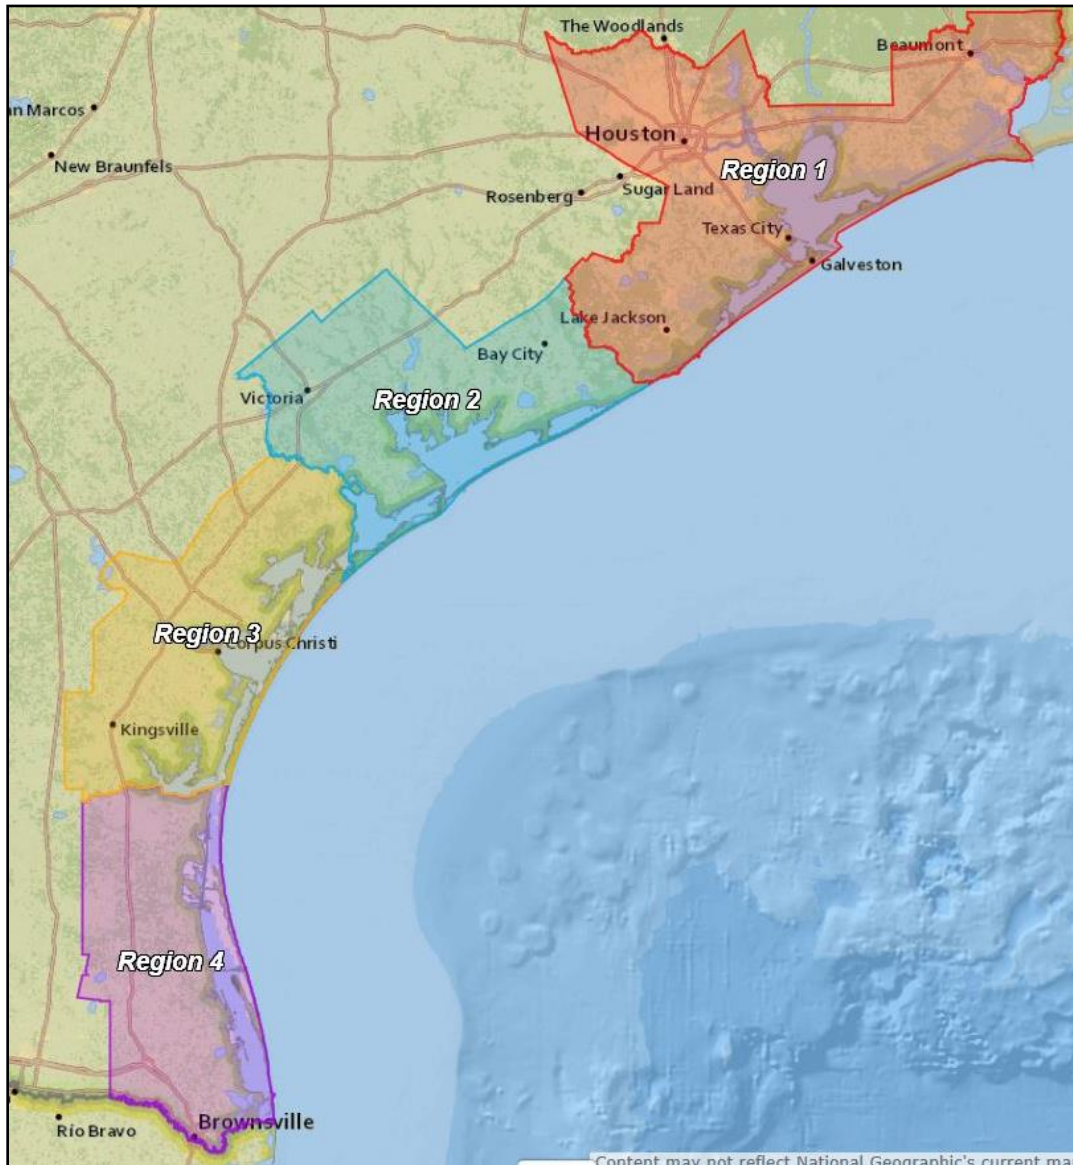 The Woodlands
Beaumont
an Marcos
Houston
New Braunfels
Region 1
Sugar Land
Rosenberg
Texas City
Galveston
Lake Jackson
Bay City
Victoria
Region 2
Region 3
Corpus Christi
Kingsville
Region 4
Brownsville
Río Bravo
Content may not reflect National Geographic's current ma